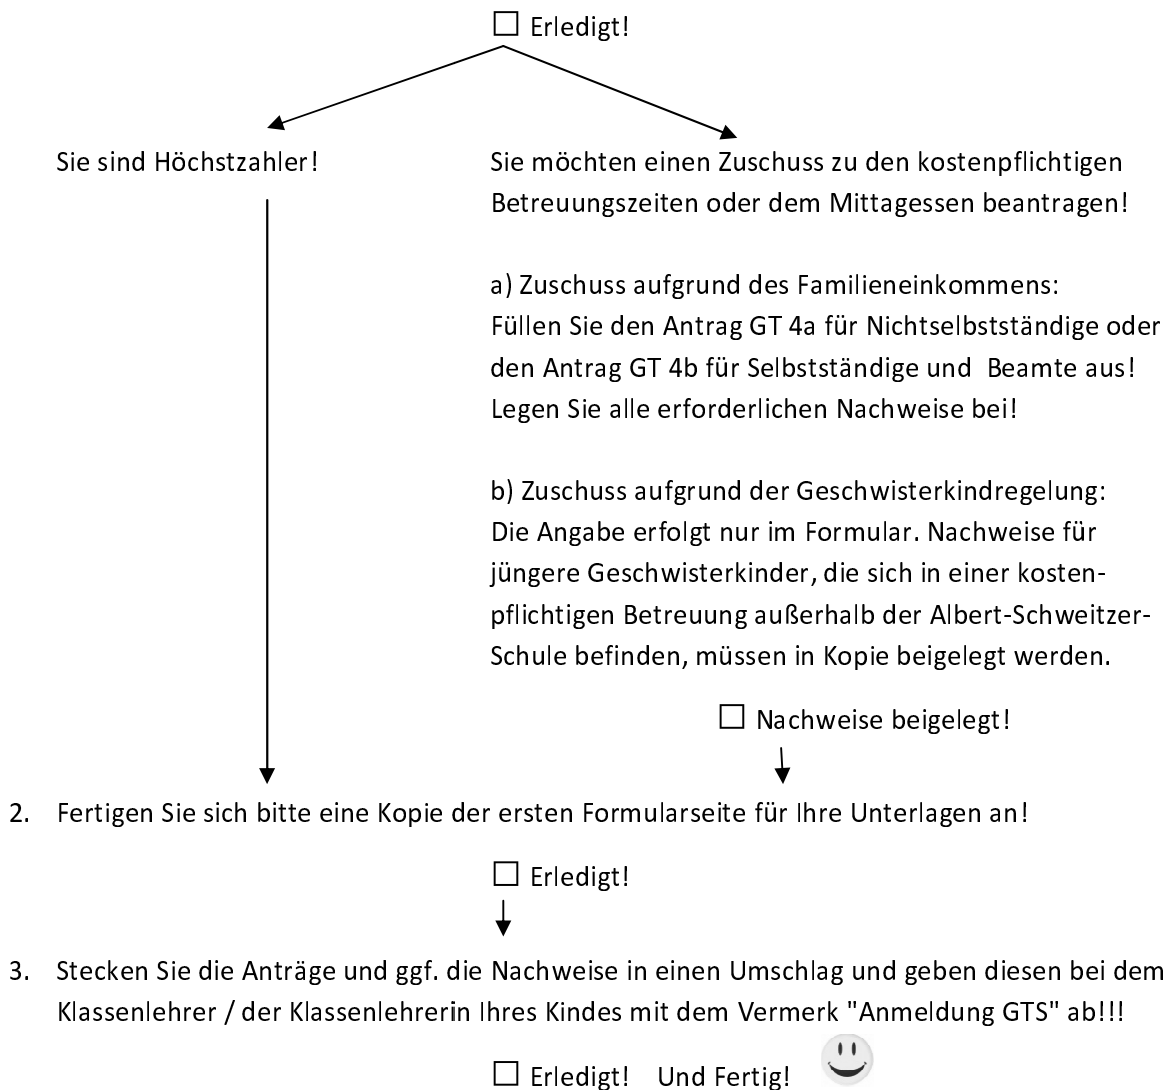 ☐ Erledigt!
Sie sind Höchstzahler!
Sie möchten einen Zuschuss zu den kostenpflichtigen
Betreuungszeiten oder dem Mittagessen beantragen!
a) Zuschuss aufgrund des Familieneinkommens:
Füllen Sie den Antrag GT 4a für Nichtselbstständige oder
den Antrag GT 4b für Selbstständige und  Beamte aus!
Legen Sie alle erforderlichen Nachweise bei!
b) Zuschuss aufgrund der Geschwisterkindregelung:
Die Angabe erfolgt nur im Formular. Nachweise für
jüngere Geschwisterkinder, die sich in einer kosten-
pflichtigen Betreuung außerhalb der Albert-Schweitzer-
Schule befinden, müssen in Kopie beigelegt werden.
☐ Nachweise beigelegt!
2. Fertigen Sie sich bitte eine Kopie der ersten Formularseite für Ihre Unterlagen an!
☐ Erledigt!
3. Stecken Sie die Anträge und ggf. die Nachweise in einen Umschlag und geben diesen bei dem
Klassenlehrer / der Klassenlehrerin Ihres Kindes mit dem Vermerk "Anmeldung GTS" ab!!!
☐ Erledigt! Und Fertig!